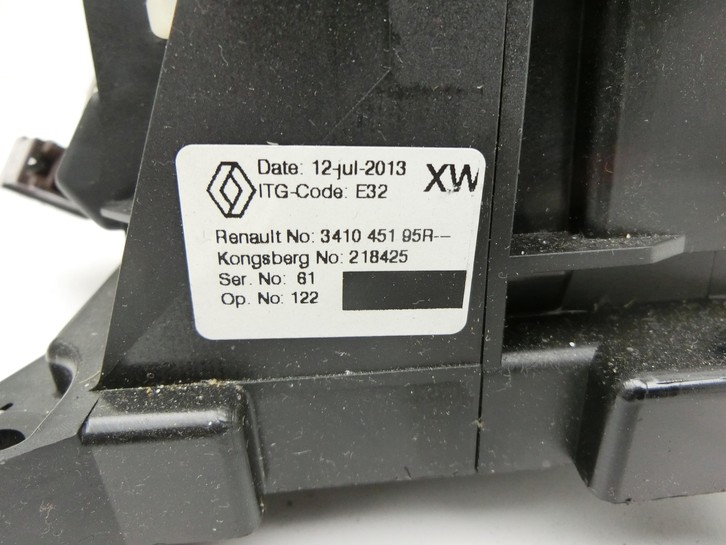 Date: 12-jul-2013 XW
ITG-Code: E32
Renault No: 3410 451 95R--
Kongsberg No: 218425
Ser. No: 61
Op. No: 122